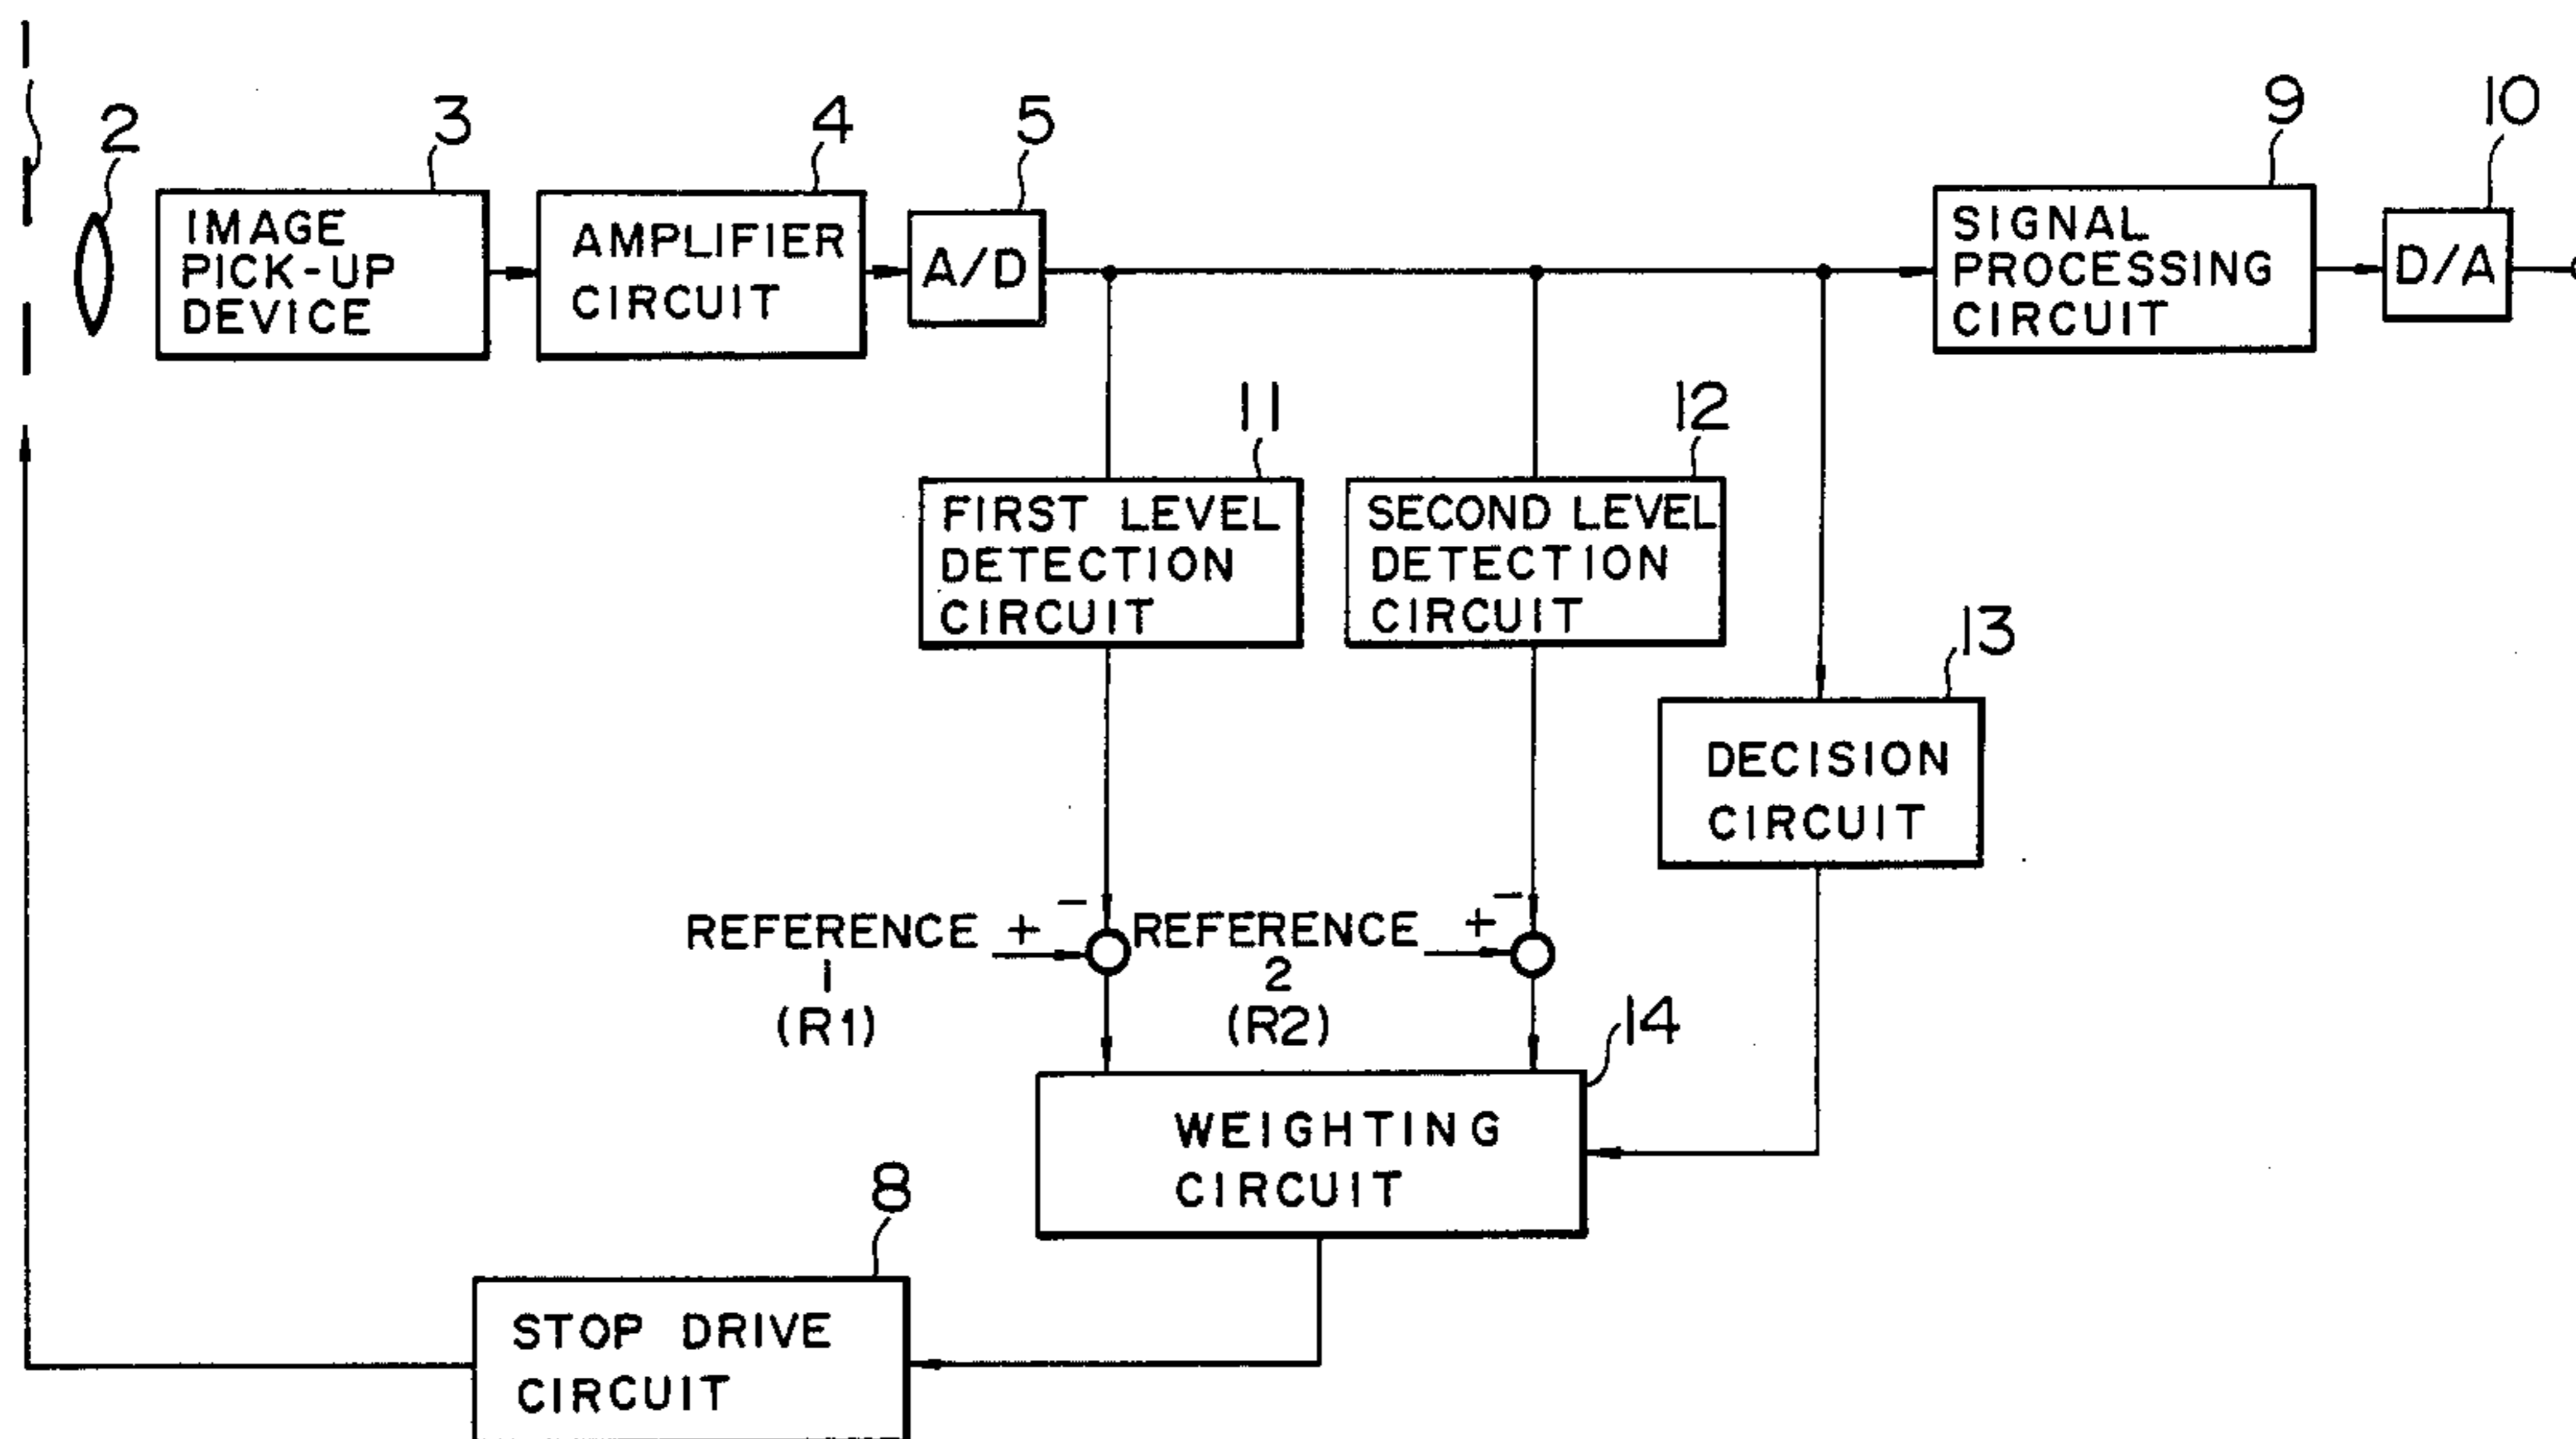 2
3
4
5
9
10
IMAGE
PICK-UP
DEVICE
AMPLIFIER
CIRCUIT
A/D
SIGNAL
PROCESSING
CIRCUIT
D/A
11
12
FIRST LEVEL
DETECTION
CIRCUIT
SECOND LEVEL
DETECTION
CIRCUIT
13
DECISION
CIRCUIT
REFERENCE
1
(R1)
+
-
REFERENCE
2
(R2)
+
-
14
WEIGHTING
CIRCUIT
8
STOP DRIVE
CIRCUIT